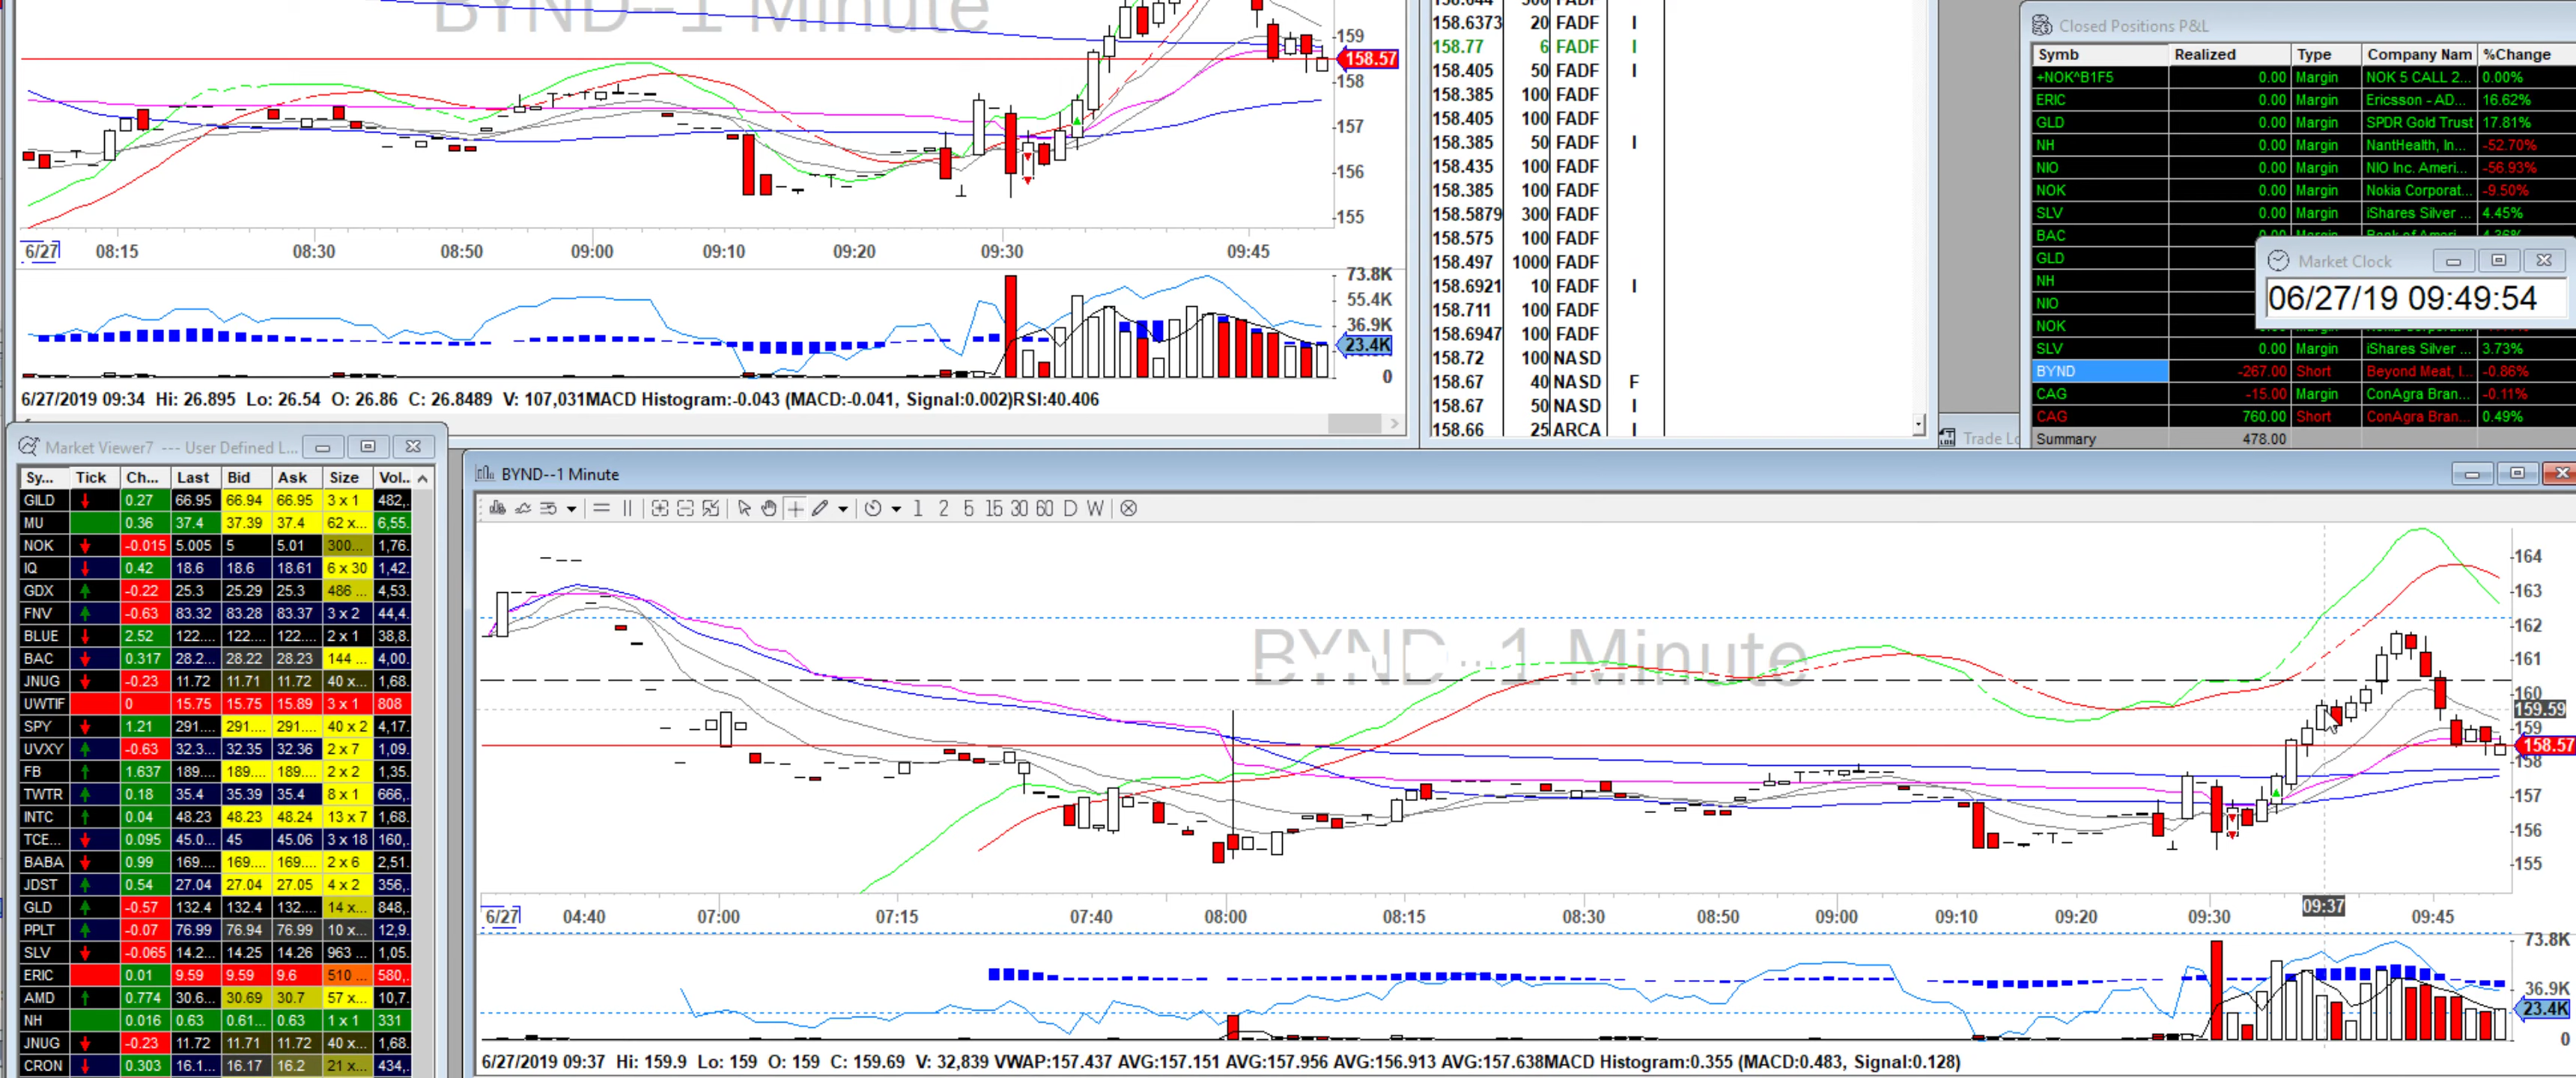 BYND--1 Minute
159
158.57
158
157
156
155
6/27 08:15 08:30 08:50 09:00 09:10 09:20 09:30 09:45
73.8K
55.4K
36.9K
23.4K
0
6/27/2019 09:34 Hi: 26.895 Lo: 26.54 O: 26.86 C: 26.8489 V: 107,031MACD Histogram:-0.043 (MACD:-0.041, Signal:0.002)RSI:40.406
158.6373 20 FADF I
158.77 6 FADF I
158.405 50 FADF I
158.385 100 FADF
158.405 100 FADF
158.385 50 FADF I
158.435 100 FADF
158.385 100 FADF
158.5879 300 FADF
158.575 100 FADF
158.497 1000 FADF
158.6921 10 FADF I
158.711 100 FADF
158.6947 100 FADF
158.72 100 NASD
158.67 40 NASD F
158.67 50 NASD I
158.66 25 ARCA I
Closed Positions P&L
Symb Realized Type Company Nam %Change
+NOK^B1F5 0.00 Margin NOK 5 CALL 2... 0.00%
ERIC 0.00 Margin Ericsson - AD... 16.62%
GLD 0.00 Margin SPDR Gold Trust 17.81%
NH 0.00 Margin NantHealth, In... -52.70%
NIO 0.00 Margin NIO Inc. Ameri... -56.93%
NOK 0.00 Margin Nokia Corporat... -9.50%
SLV 0.00 Margin iShares Silver ... 4.45%
BAC
GLD
NH
NIO
NOK
SLV 0.00 Margin iShares Silver ... 3.73%
BYND -267.00 Short Beyond Meat, I... -0.86%
CAG -15.00 Margin ConAgra Bran... -0.11%
CAG 760.00 Short ConAgra Bran... 0.49%
Summary 478.00
Market Clock
06/27/19 09:49:54
Trade Lo
Market Viewer7 --- User Defined L...
Sy... Tick Ch... Last Bid Ask Size Vol..
GILD 0.27 66.95 66.94 66.95 3 x 1 482,.
MU 0.36 37.4 37.39 37.4 62 x... 6,55.
NOK -0.015 5.005 5 5.01 300... 1,76.
IQ 0.42 18.6 18.6 18.61 6 x 30 1,42.
GDX -0.22 25.3 25.29 25.3 486 ... 4,53.
FNV -0.63 83.32 83.28 83.37 3 x 2 44,4.
BLUE 2.52 122.... 122.... 122.... 2 x 1 38,8.
BAC 0.317 28.2... 28.22 28.23 144 ... 4,00.
JNUG -0.23 11.72 11.71 11.72 40 x... 1,68.
UWTIF 0 15.75 15.75 15.89 3 x 1 808
SPY 1.21 291.... 291.... 291.... 40 x 2 4,17.
UVXY -0.63 32.3... 32.35 32.36 2 x 7 1,09.
FB 1.637 189.... 189.... 189.... 2 x 2 1,35.
TWTR 0.18 35.4 35.39 35.4 8 x 1 666,.
INTC 0.04 48.23 48.23 48.24 13 x 7 1,68.
TCE... 0.095 45.0... 45 45.06 3 x 18 160,.
BABA 0.99 169.... 169.... 169.... 2 x 6 2,51.
JDST 0.54 27.04 27.04 27.05 4 x 2 356,.
GLD -0.57 132.4 132.4 132.... 14 x... 848,.
PPLT -0.07 76.99 76.94 76.99 10 x... 12,9.
SLV -0.065 14.2... 14.25 14.26 963 ... 1,05.
ERIC 0.01 9.59 9.59 9.6 510 ... 580,.
AMD 0.774 30.6... 30.69 30.7 57 x... 10,7.
NH 0.016 0.63 0.61... 0.63 1 x 1 331
JNUG -0.23 11.72 11.71 11.72 40 x... 1,68.
CRON 0.303 16.1... 16.17 16.2 21 x... 434,.
BYND--1 Minute
1 2 5 15 30 60 D W
BYND--1 Minute
164
163
162
161
160
159.59
159
158.57
158
157
156
155
6/27 04:40 07:00 07:15 07:40 08:00 08:15 08:30 08:50 09:00 09:10 09:20 09:30 09:37 09:45
73.8K
36.9K
23.4K
0
6/27/2019 09:37 Hi: 159.9 Lo: 159 O: 159 C: 159.69 V: 32,839 VWAP:157.437 AVG:157.151 AVG:157.956 AVG:156.913 AVG:157.638MACD Histogram:0.355 (MACD:0.483, Signal:0.128)